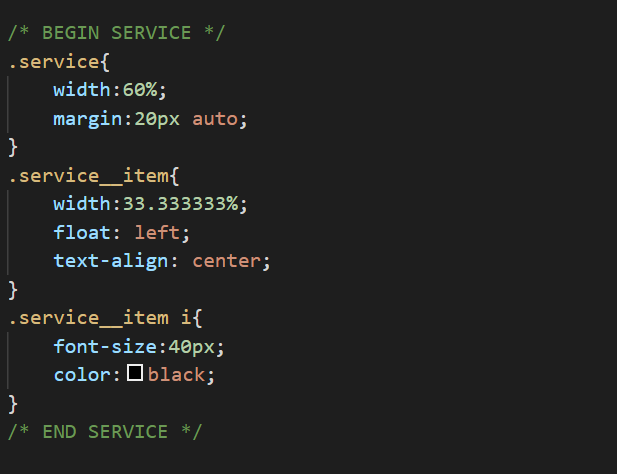 /* BEGIN SERVICE */
.service{
    width:60%;
    margin:20px auto;
}
.service__item{
    width:33.333333%;
    float: left;
    text-align: center;
}
.service__item i{
    font-size:40px;
    color:black;
}
/* END SERVICE */